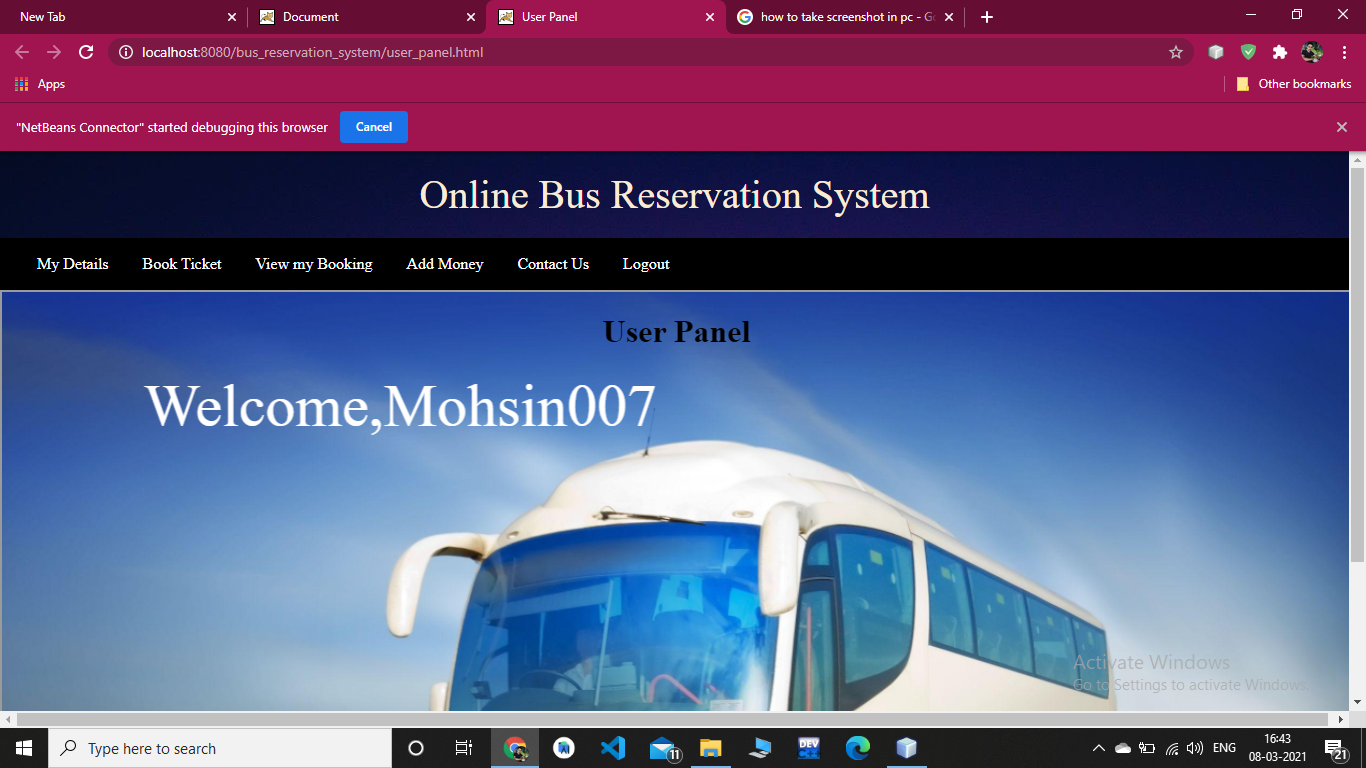 New Tab
Document
User Panel
how to take screenshot in pc - G
localhost:8080/bus_reservation_system/user_panel.html
Apps
Other bookmarks
"NetBeans Connector" started debugging this browser
Cancel
Online Bus Reservation System
My Details Book Ticket View my Booking Add Money Contact Us Logout
User Panel
Welcome,Mohsin007
Activate Windows
Go to Settings to activate Windows.
Type here to search
11
DEV
C++
ENG
16:43
08-03-2021
21